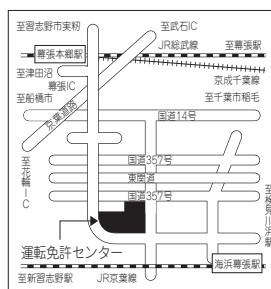 至習志野市実籾
至武石IC
幕張本郷駅
JR総武線
至幕張駅
至津田沼
幕張IC
京成千葉線
至船橋市
至千葉市稲毛
京葉道路
国道14号
至花輪IC
国道357号
東関道
国道357号
至検見川浜駅
運転免許センター
海浜幕張駅
至新習志野駅
JR京葉線